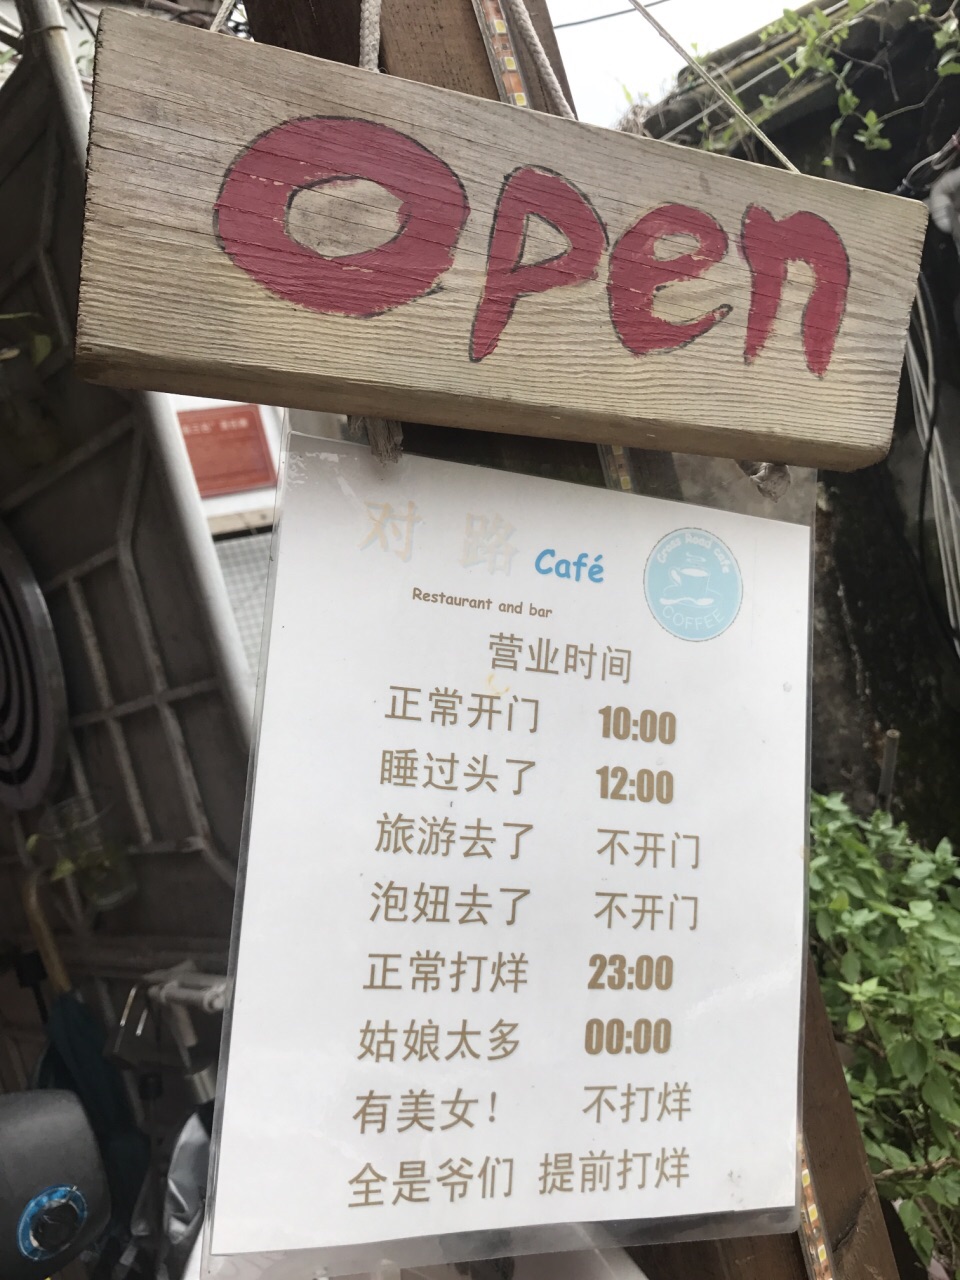 Open
对路 Café
Cross Road Cafe
COFFEE
Restaurant and bar
营业时间
正常开门 10:00
睡过头了 12:00
旅游去了 不开门
泡妞去了 不开门
正常打烊 23:00
姑娘太多 00:00
有美女！ 不打烊
全是爷们 提前打烊